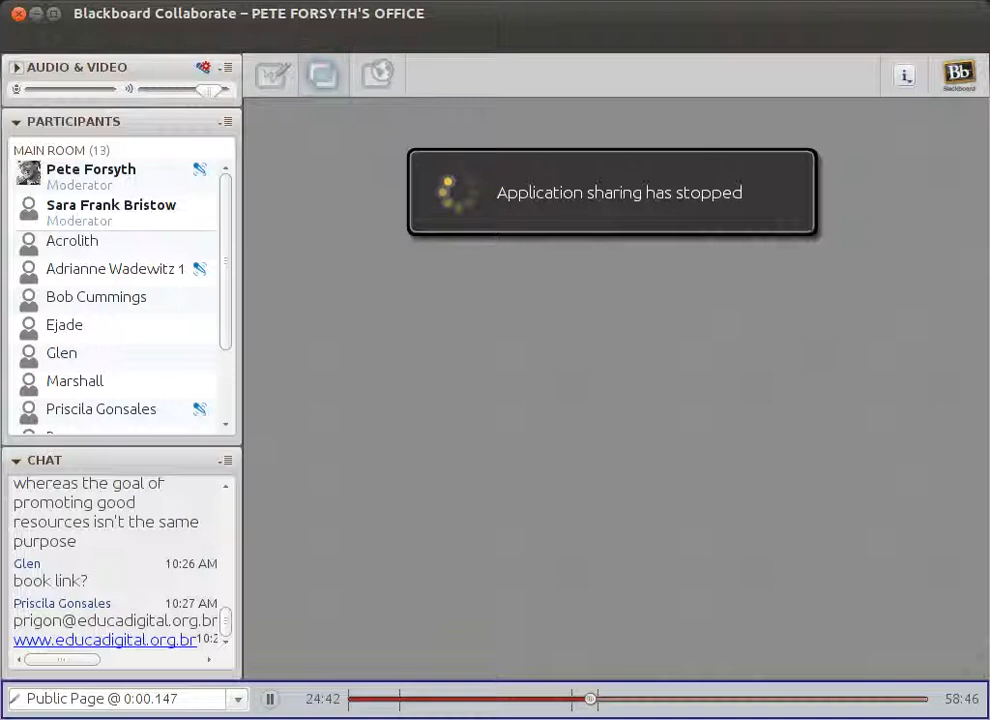 Blackboard Collaborate – PETE FORSYTH'S OFFICE
AUDIO & VIDEO
PARTICIPANTS
MAIN ROOM (13)
Pete Forsyth
Moderator
Sara Frank Bristow
Moderator
Acrolith
Adrianne Wadewitz 1
Bob Cummings
Ejade
Glen
Marshall
Priscila Gonsales
CHAT
whereas the goal of
promoting good
resources isn't the same
purpose
Glen 10:26 AM
book link?
Priscila Gonsales 10:27 AM
prigon@educadigital.org.br
www.educadigital.org.br
Bb
Blackboard
Application sharing has stopped
Public Page @ 0:00.147
24:42
58:46